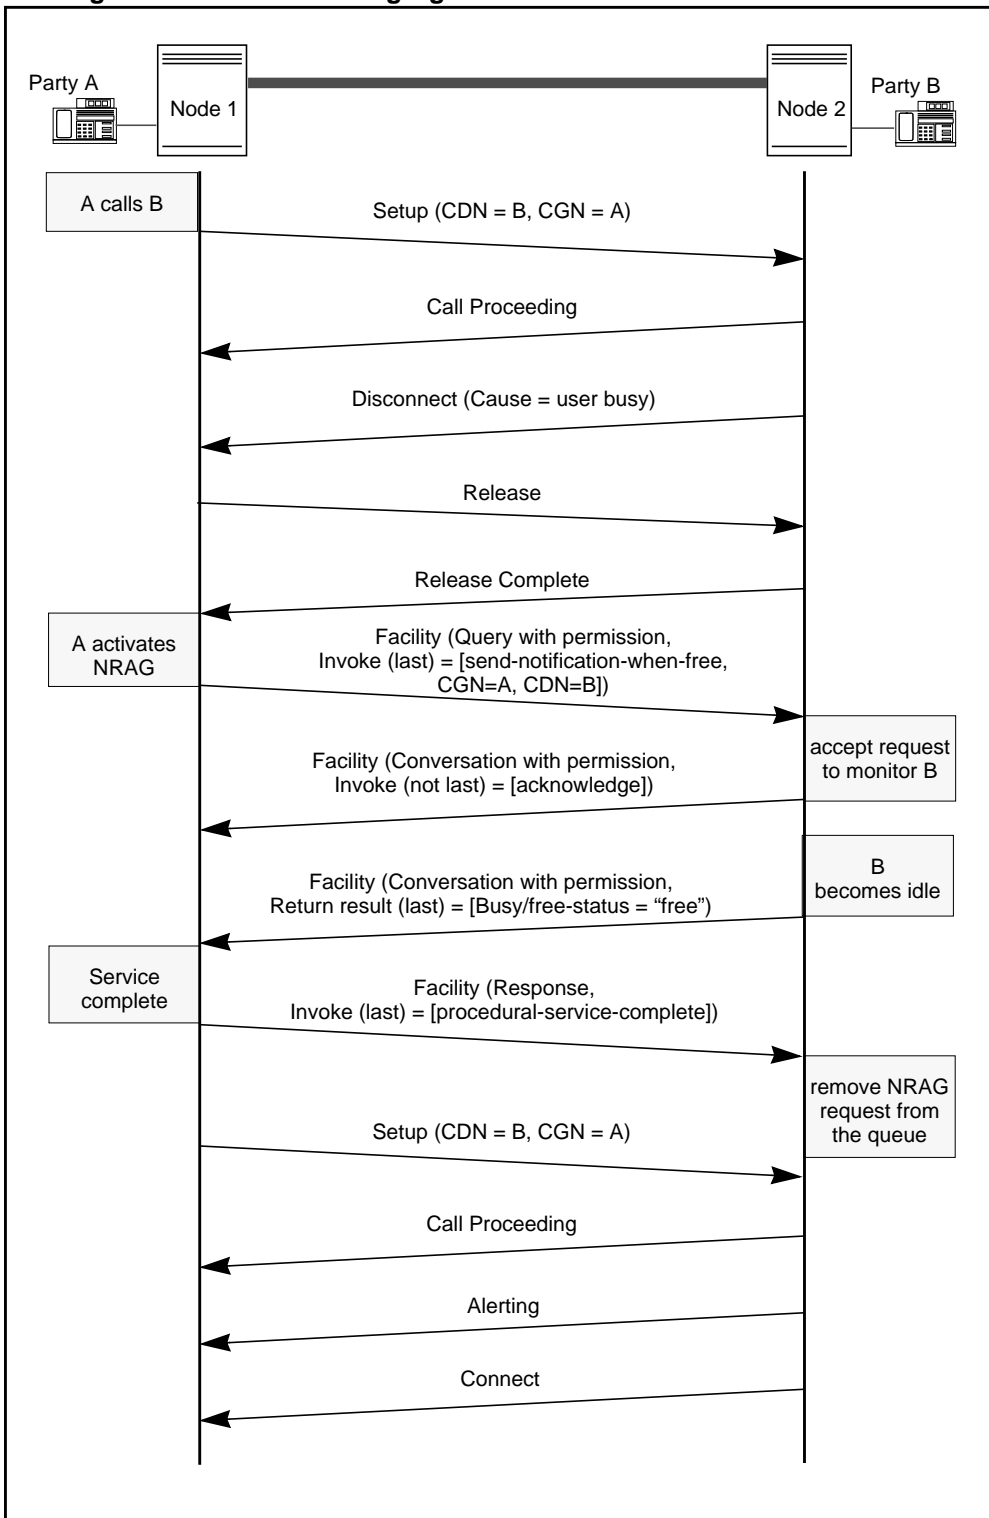 Party A
Node 1
Node 2
Party B
A calls B
Setup (CDN = B, CGN = A)
Call Proceeding
Disconnect (Cause = user busy)
Release
Release Complete
A activates
NRAG
Facility (Query with permission,
Invoke (last) = [send-notification-when-free,
CGN=A, CDN=B])
accept request
to monitor B
Facility (Conversation with permission,
Invoke (not last) = [acknowledge])
B
becomes idle
Facility (Conversation with permission,
Return result (last) = [Busy/free-status = “free”)
Service
complete
Facility (Response,
Invoke (last) = [procedural-service-complete])
remove NRAG
request from
the queue
Setup (CDN = B, CGN = A)
Call Proceeding
Alerting
Connect